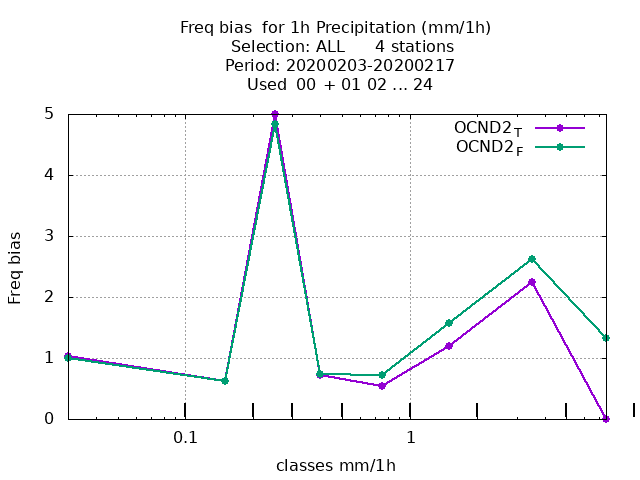 Freq bias  for 1h Precipitation (mm/1h)
Selection: ALL      4 stations
Period: 20200203-20200217
Used  00 + 01 02 ... 24
OCND2T
OCND2F
5
4
3
2
1
0
Freq bias
0.1
1
classes mm/1h